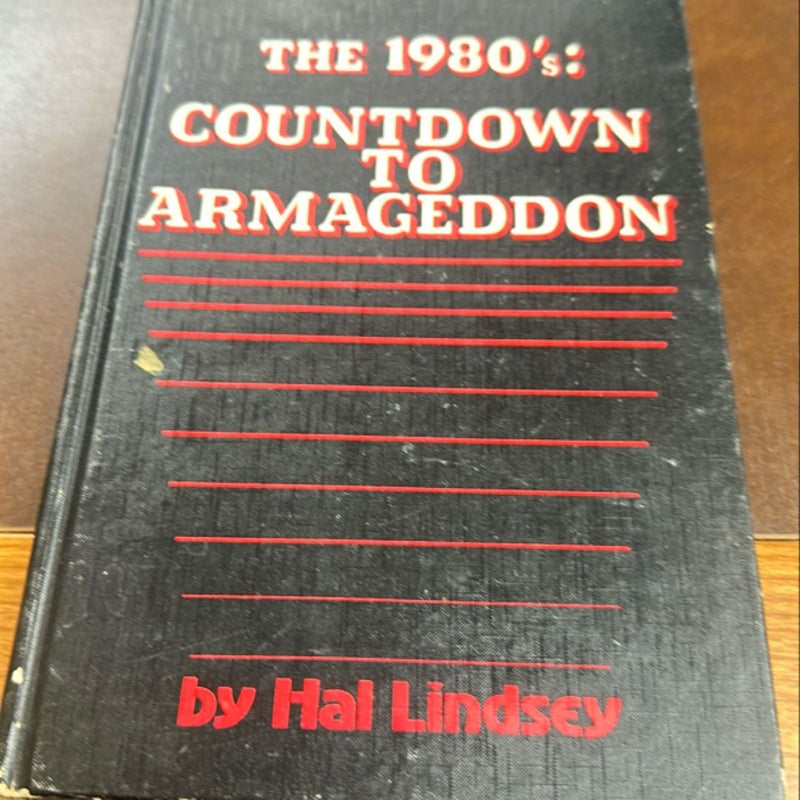 THE 1980's:
COUNTDOWN
TO
ARMAGEDDON
by Hal Lindsey